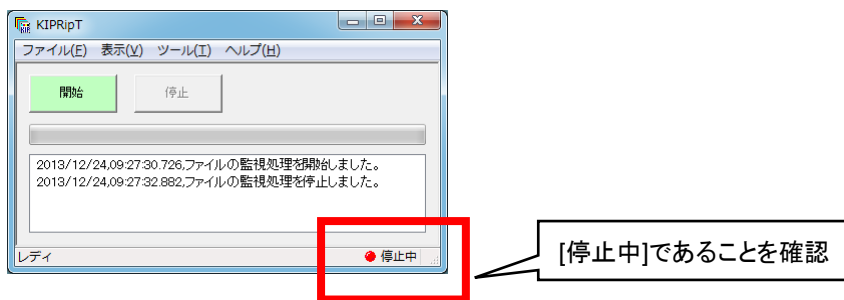 KIPRipT
ファイル(F) 表示(V) ツール(T) ヘルプ(H)
開始 停止
2013/12/24,09:27:30.726,ファイルの監視処理を開始しました。
2013/12/24,09:27:32.882,ファイルの監視処理を停止しました。
レディ 停止中
[停止中]であることを確認